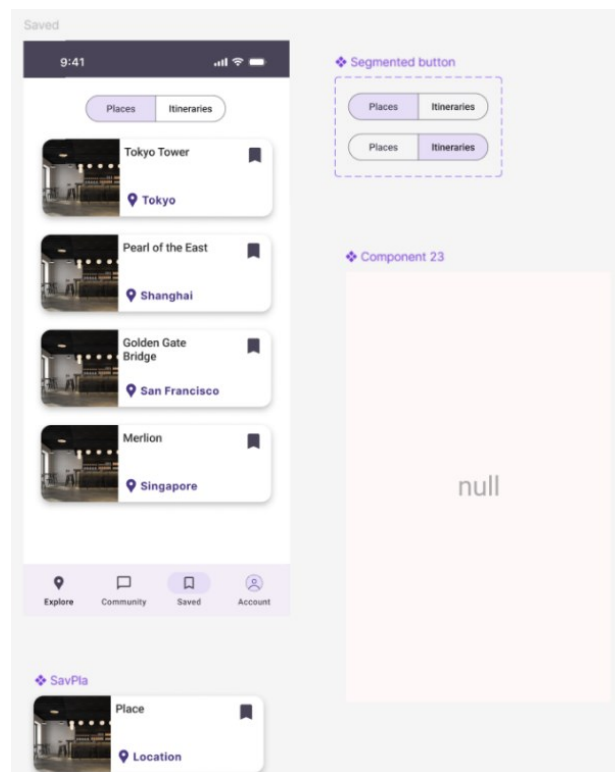 Saved
9:41
Places
Itineraries
Tokyo Tower
Tokyo
Pearl of the East
Shanghai
Golden Gate
Bridge
San Francisco
Merlion
Singapore
Explore
Community
Saved
Account
SavPla
Place
Location
Segmented button
Places
Itineraries
Places
Itineraries
Component 23
null